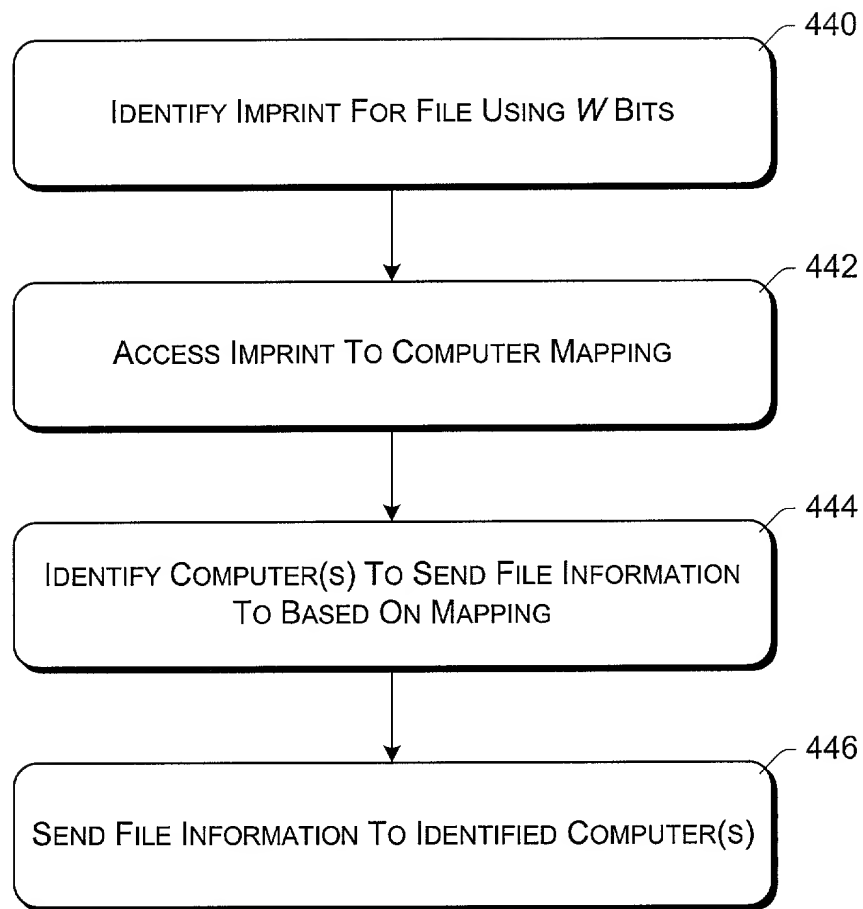 440
IDENTIFY IMPRINT FOR FILE USING W BITS
442
ACCESS IMPRINT TO COMPUTER MAPPING
444
IDENTIFY COMPUTER(S) TO SEND FILE INFORMATION
TO BASED ON MAPPING
446
SEND FILE INFORMATION TO IDENTIFIED COMPUTER(S)